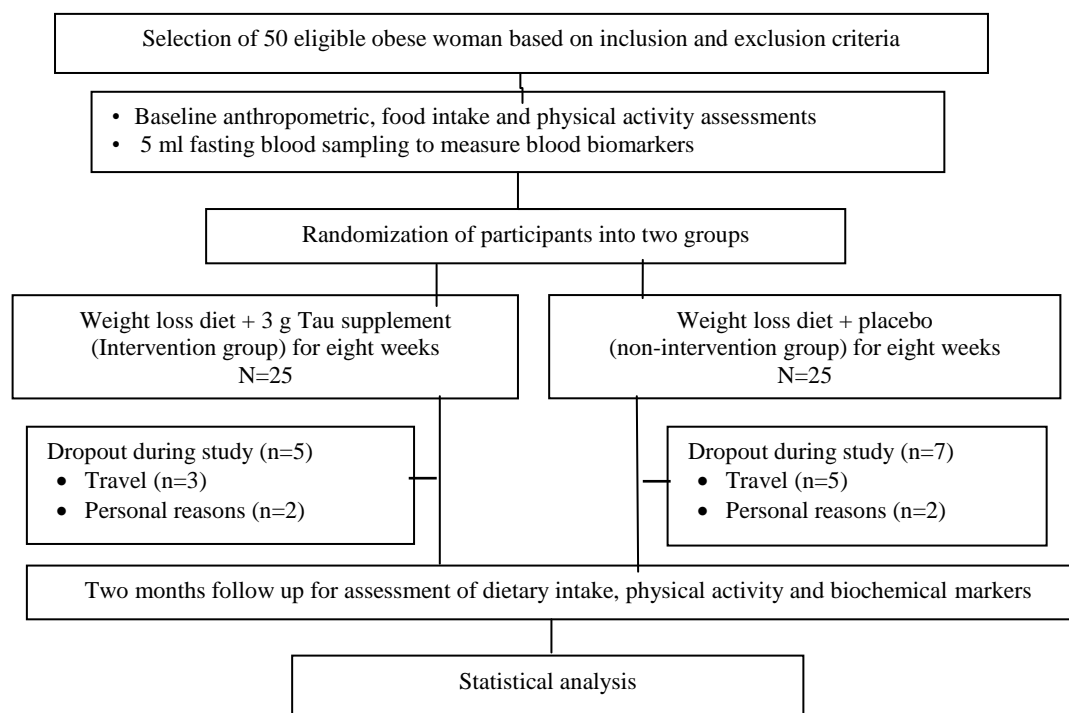 Selection of 50 eligible obese woman based on inclusion and exclusion criteria
• Baseline anthropometric, food intake and physical activity assessments
• 5 ml fasting blood sampling to measure blood biomarkers
Randomization of participants into two groups
Weight loss diet + 3 g Tau supplement
(Intervention group) for eight weeks
N=25
Weight loss diet + placebo
(non-intervention group) for eight weeks
N=25
Dropout during study (n=5)
• Travel (n=3)
• Personal reasons (n=2)
Dropout during study (n=7)
• Travel (n=5)
• Personal reasons (n=2)
Two months follow up for assessment of dietary intake, physical activity and biochemical markers
Statistical analysis